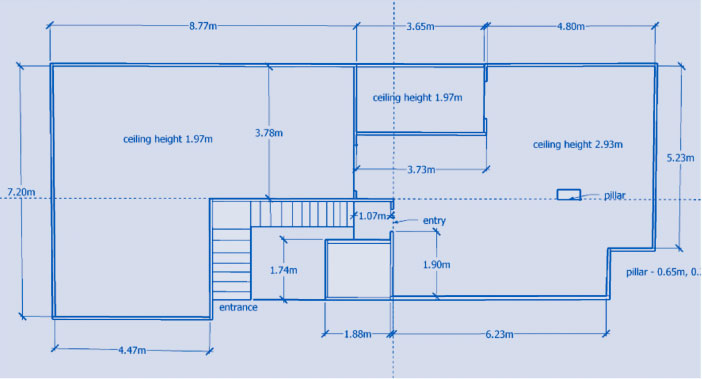 8.77m
3.65m
4.80m
ceiling height 1.97m
ceiling height 1.97m
3.78m
ceiling height 2.93m
5.23m
3.73m
7.20m
pillar
1.07m
entry
1.74m
1.90m
pillar - 0.65m, 0.
entrance
1.88m
6.23m
4.47m